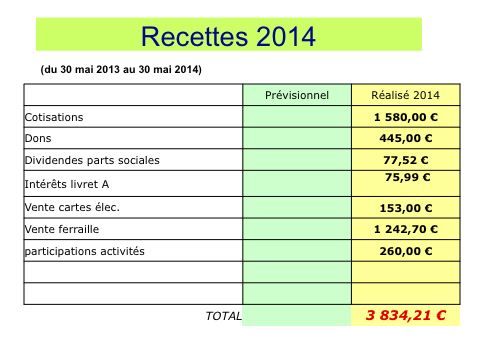 Recettes 2014
(du 30 mai 2013 au 30 mai 2014)
Prévisionnel Réalisé 2014
Cotisations 1 580,00 €
Dons 445,00 €
Dividendes parts sociales 77,52 €
Intérêts livret A 75,99 €
Vente cartes élec. 153,00 €
Vente ferraille 1 242,70 €
participations activités 260,00 €
TOTAL 3 834,21 €